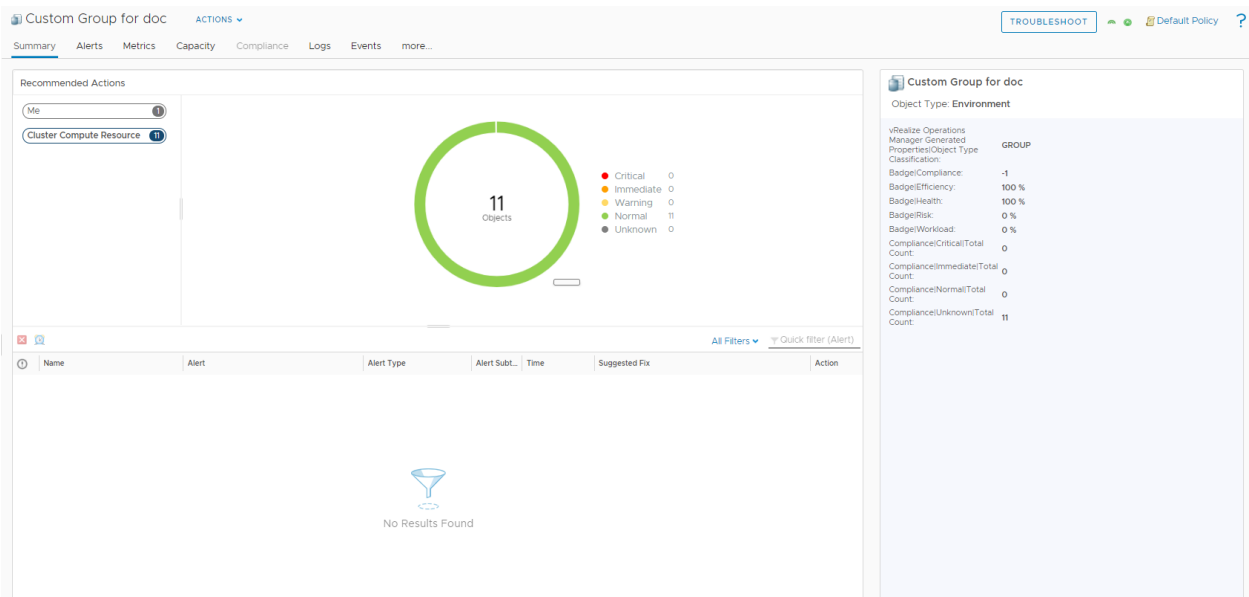 Custom Group for doc
ACTIONS
TROUBLESHOOT
Default Policy
?
Summary Alerts Metrics Capacity Compliance Logs Events more...
Recommended Actions
Me 1
Cluster Compute Resource 11
11
Objects
Critical 0
Immediate 0
Warning 0
Normal 11
Unknown 0
All Filters
Quick filter (Alert)
Name Alert Alert Type Alert Subt... Time Suggested Fix Action
No Results Found
Custom Group for doc
Object Type: Environment
vRealize Operations
Manager Generated
Properties|Object Type
Classification:
GROUP
Badge|Compliance: -1
Badge|Efficiency: 100 %
Badge|Health: 100 %
Badge|Risk: 0 %
Badge|Workload: 0 %
Compliance|Critical|Total
Count:
0
Compliance|Immediate|Total
Count:
0
Compliance|Normal|Total
Count:
0
Compliance|Unknown|Total
Count:
11